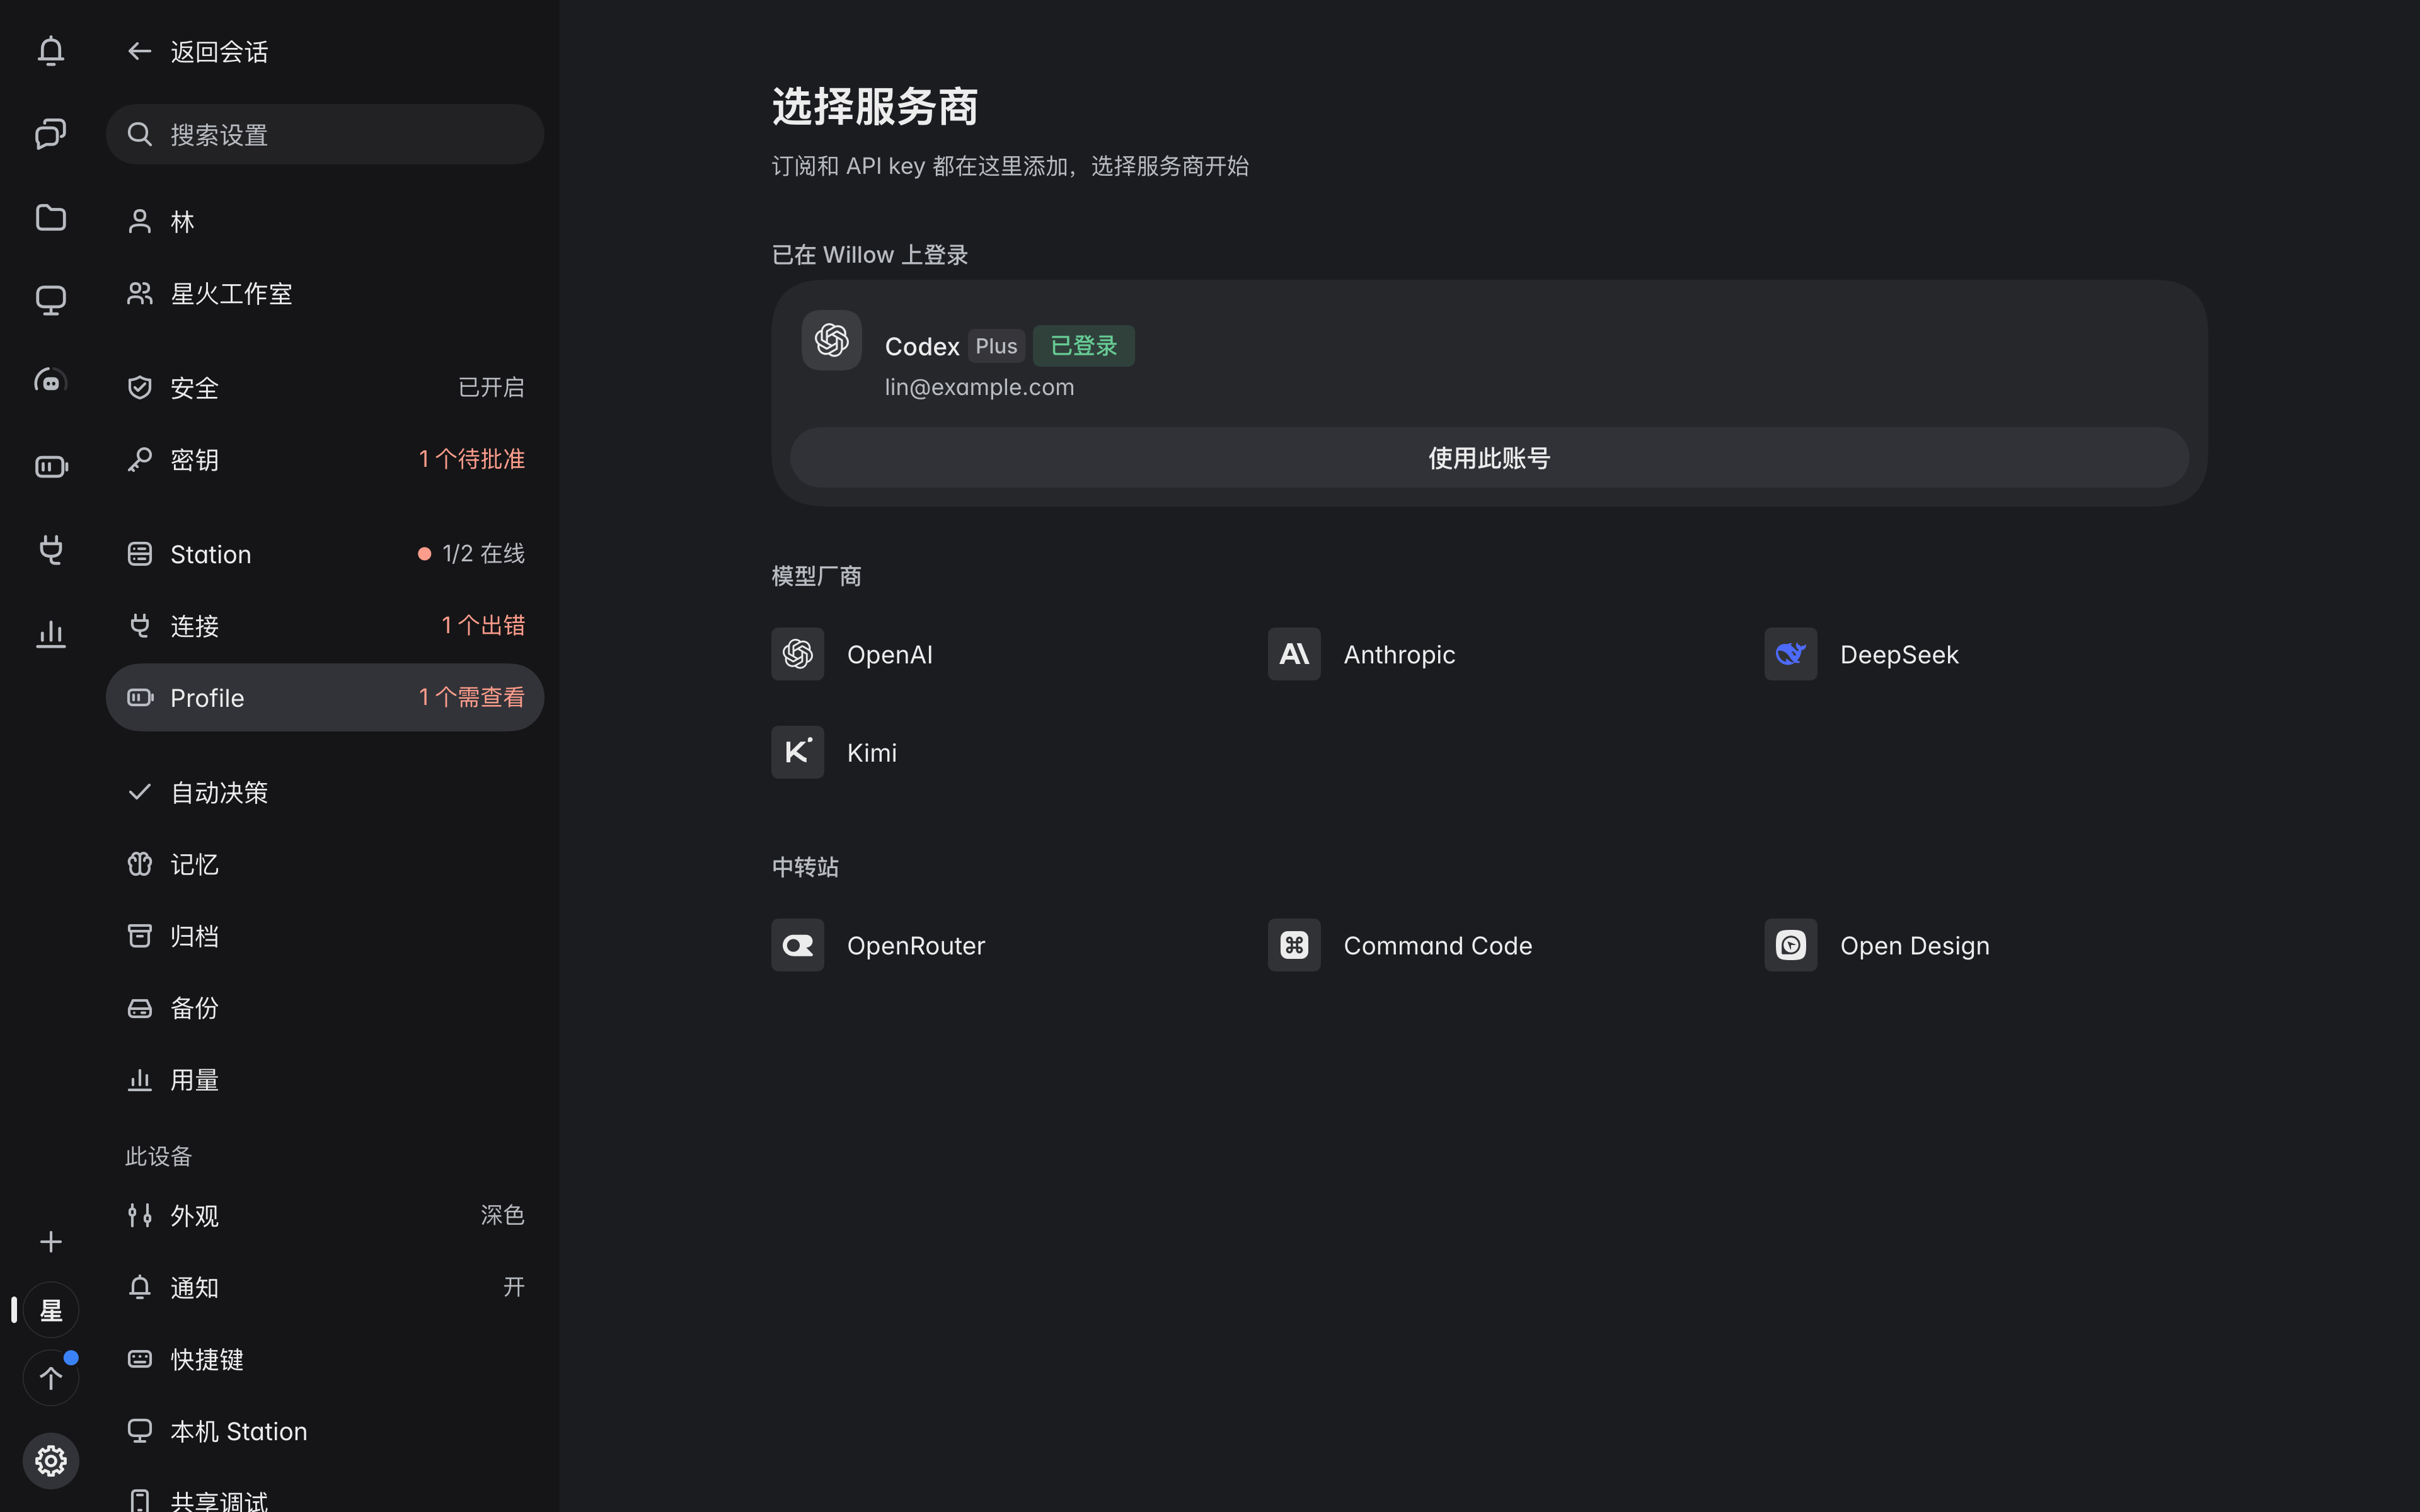 返回会话
搜索设置
林
星火工作室
安全 已开启
密钥 1 个待批准
Station 1/2 在线
连接 1 个出错
Profile 1 个需查看
自动决策
记忆
归档
备份
用量
此设备
外观 深色
通知 开
快捷键
本机 Station
共享调试
星
个
选择服务商
订阅和 API key 都在这里添加，选择服务商开始
已在 Willow 上登录
Codex Plus 已登录
lin@example.com
使用此账号
模型厂商
OpenAI
Anthropic
DeepSeek
Kimi
中转站
OpenRouter
Command Code
Open Design